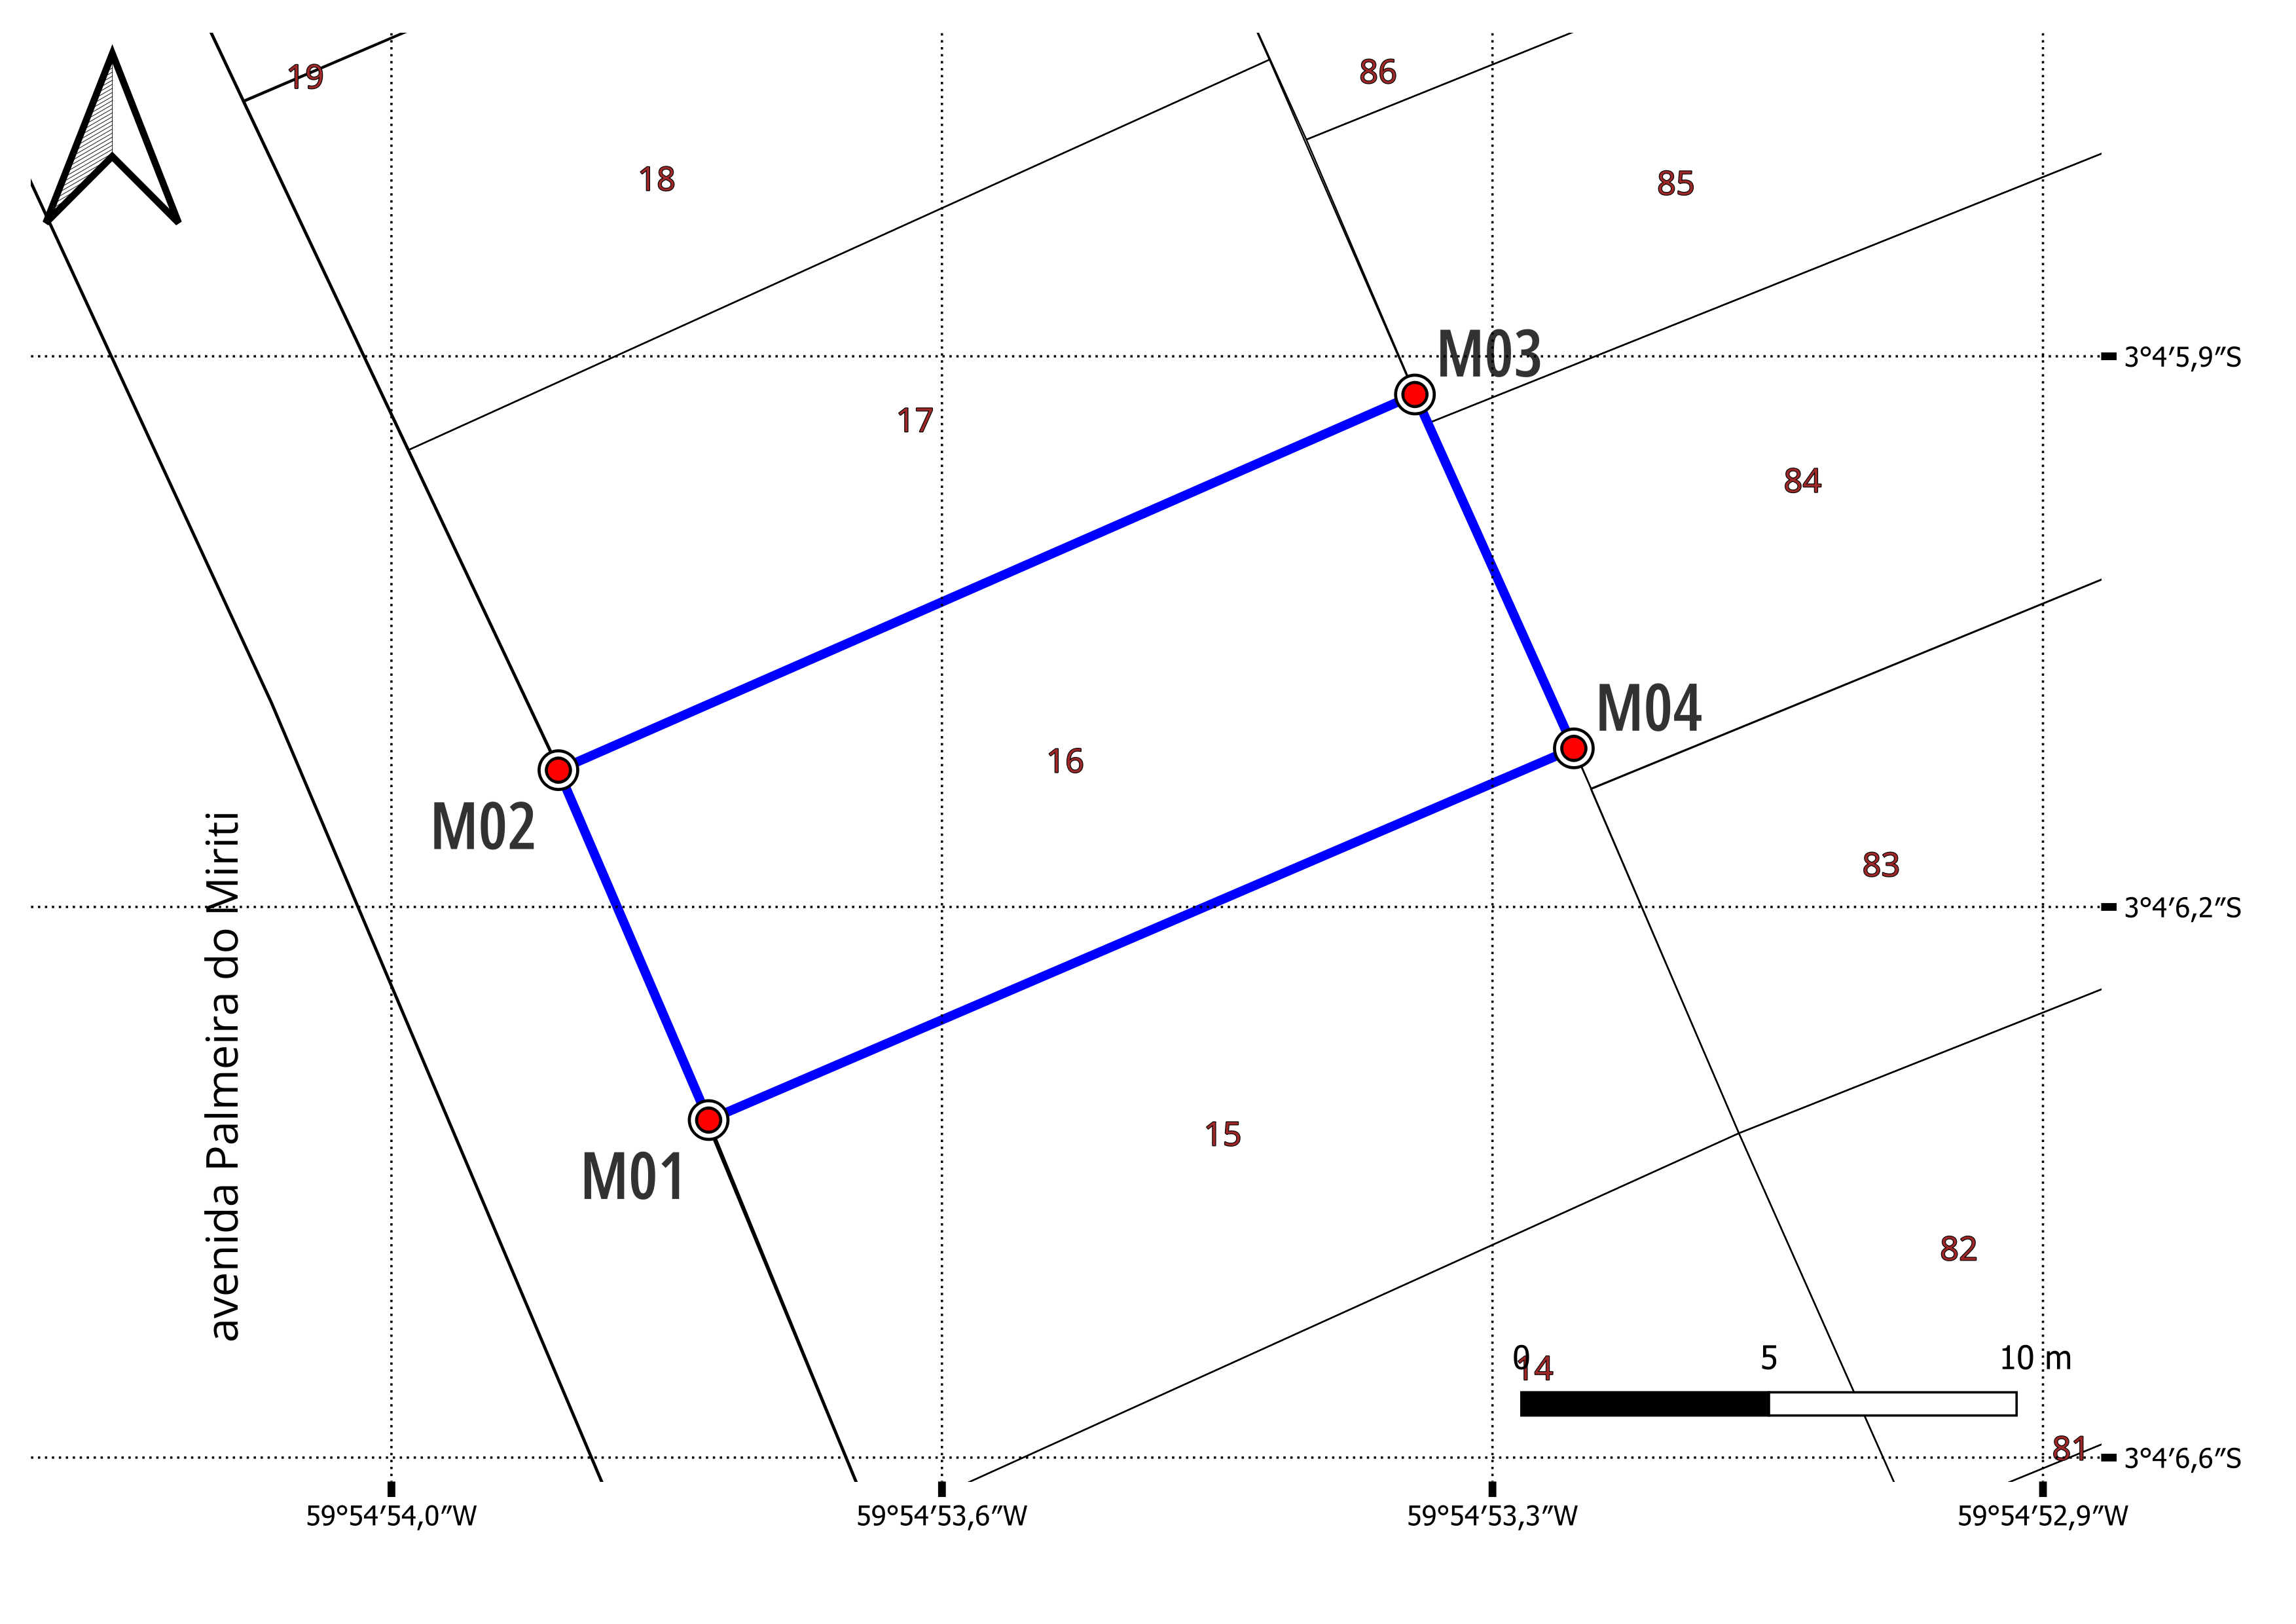 19
86
18
85
M03
3°4′5,9″S
17
84
M04
16
M02
83
3°4′6,2″S
avenida Palmeira do Miriti
15
M01
82
0 5 10 m
14
81
3°4′6,6″S
59°54′54,0″W 59°54′53,6″W 59°54′53,3″W 59°54′52,9″W